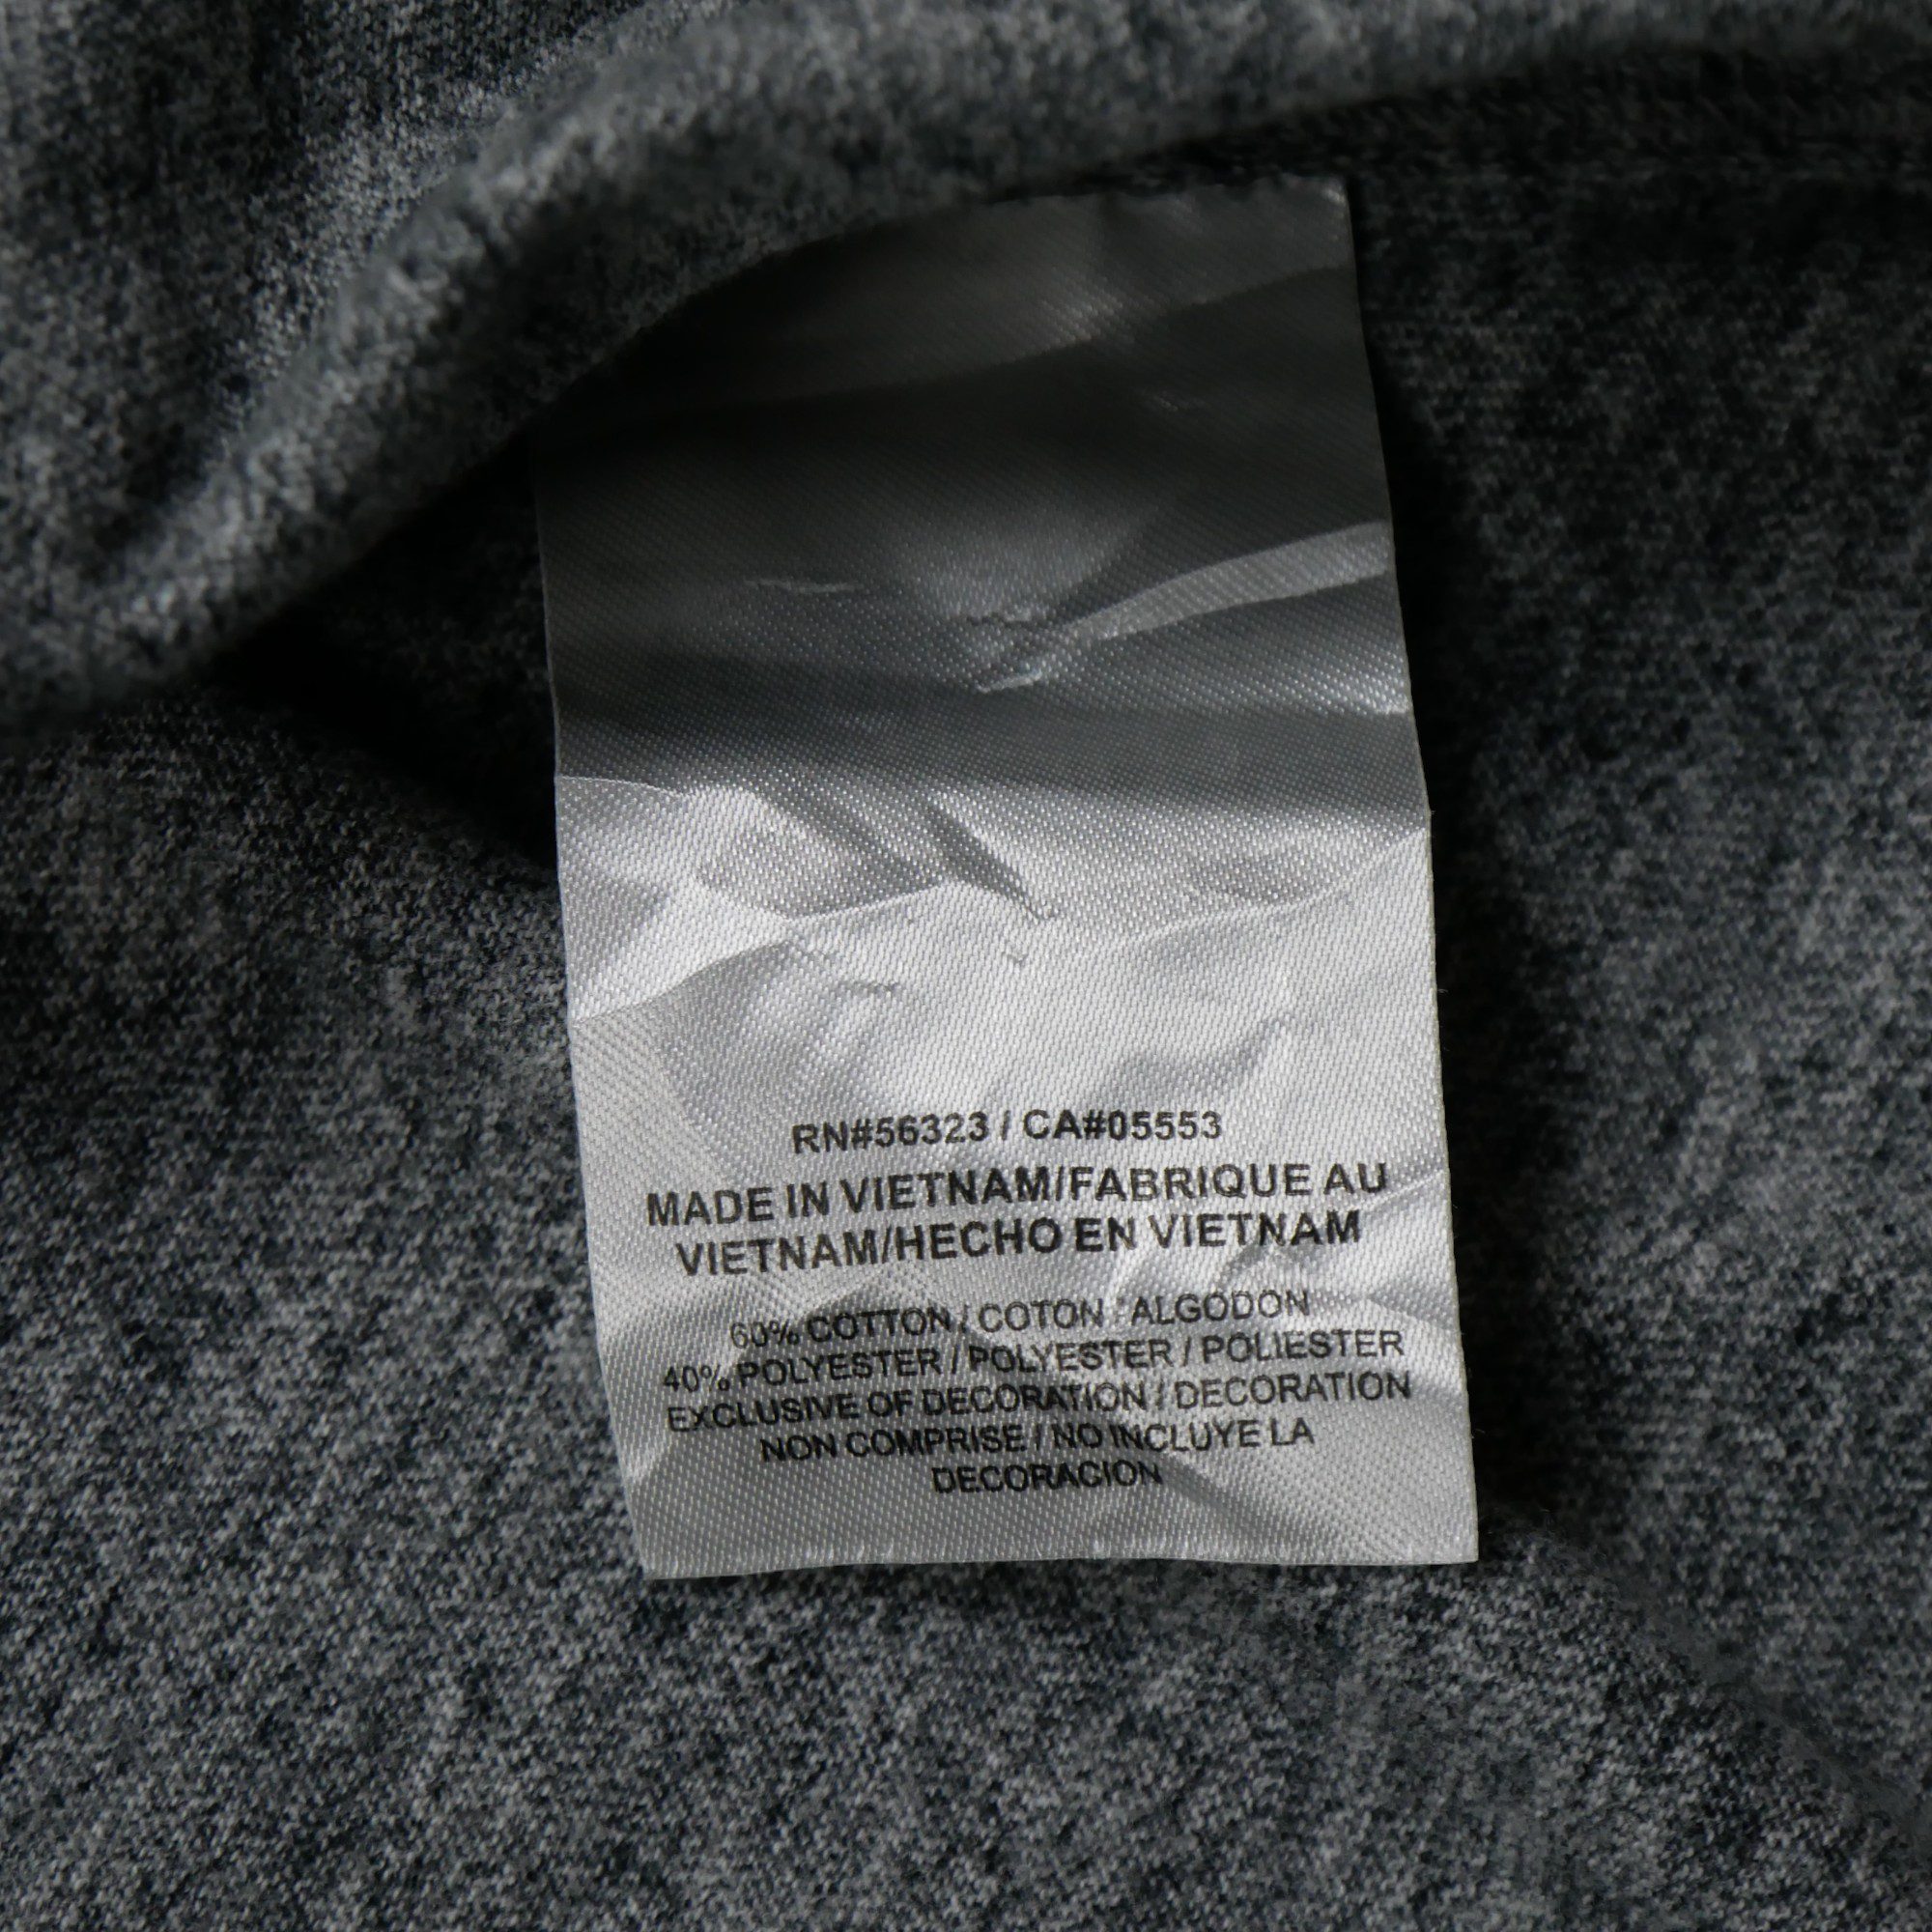 RN#56323 / CA#05553
MADE IN VIETNAM/FABRIQUE AU
VIETNAM/HECHO EN VIETNAM
60% COTTON / COTON / ALGODON
40% POLYESTER / POLYESTER / POLIESTER
EXCLUSIVE OF DECORATION / DECORATION
NON COMPRISE / NO INCLUYE LA
DECORACION